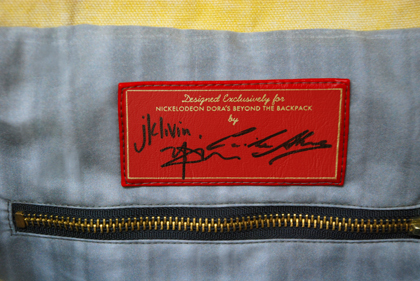 Designed Exclusively for
NICKELODEON DORA'S BEYOND THE BACKPACK
by
jklivin